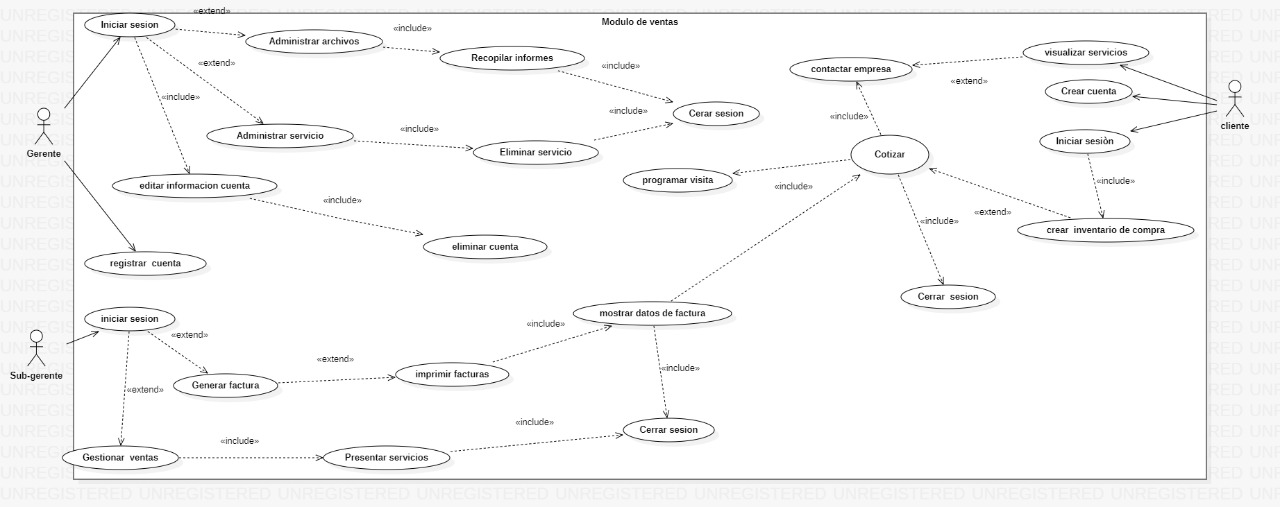 Modulo de ventas
«extend»
Iniciar sesion
«include»
Administrar archivos
Recopilar informes
«extend»
«include»
«include»
Administrar servicio
«include»
«include»
Eliminar servicio
Cerar sesion
Gerente
editar informacion cuenta
«include»
eliminar cuenta
registrar cuenta
contactar empresa
«extend»
visualizar servicios
Crear cuenta
cliente
Iniciar sesiòn
«include»
«include»
Cotizar
programar visita
«include»
«include»
«extend»
crear inventario de compra
Cerrar sesion
iniciar sesion
«extend»
Sub-gerente
Generar factura
«extend»
«extend»
imprimir facturas
«include»
mostrar datos de factura
«include»
Cerrar sesion
Gestionar ventas
«include»
Presentar servicios
«include»
UNREGISTERED UNREGISTERED UNREGISTERED UNREGISTERED UNREGISTERED UNREGISTERED UNREGISTERED UNREGISTERED UNI